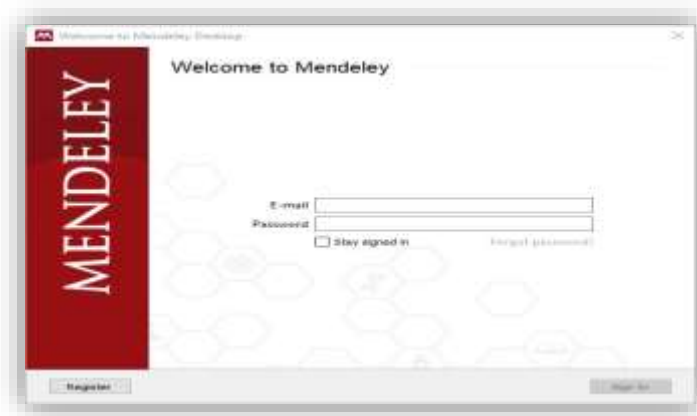 Welcome to Mendeley Desktop
MENDELEY
Welcome to Mendeley
E-mail
Password
Stay signed in
Forgot password?
Register
Sign In